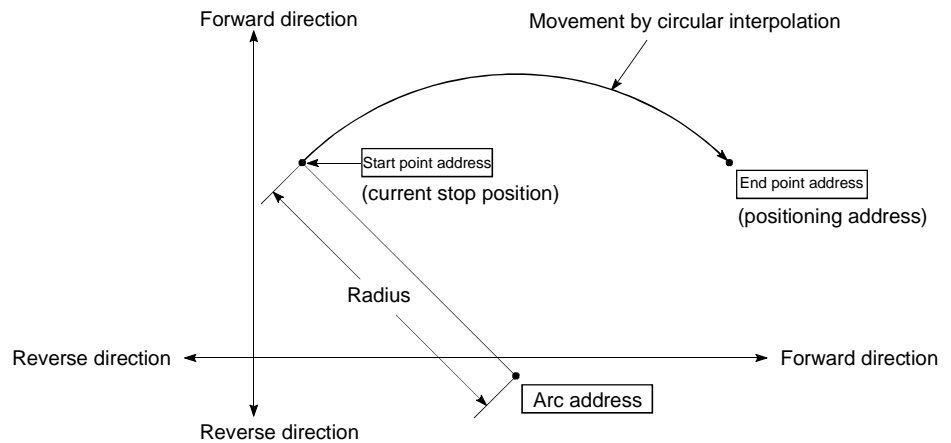 Forward direction
Movement by circular interpolation
Start point address
(current stop position)
End point address
(positioning address)
Radius
Reverse direction
Forward direction
Arc address
Reverse direction